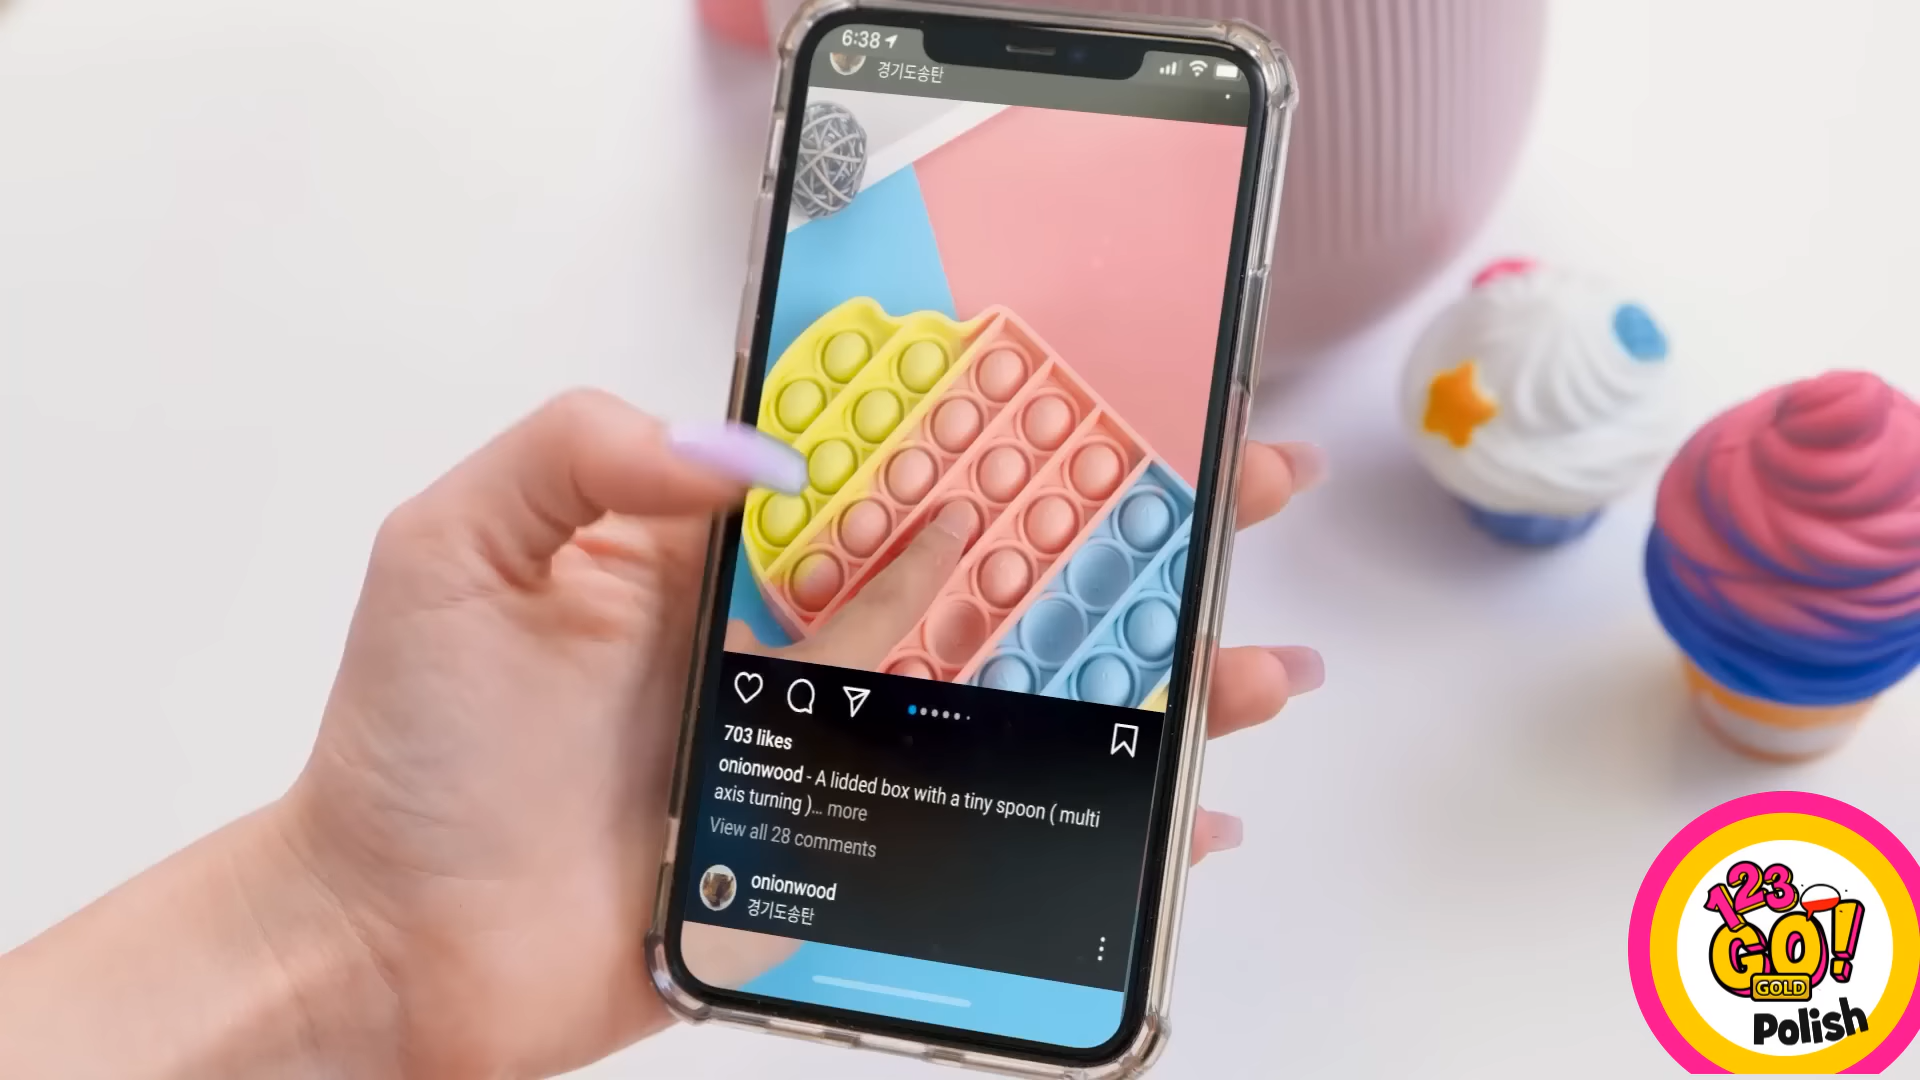 6:38
경기도송탄
703 likes
onionwood - A lidded box with a tiny spoon ( multi
axis turning )... more
View all 28 comments
onionwood
경기도송탄
123
GO!
GOLD
Polish